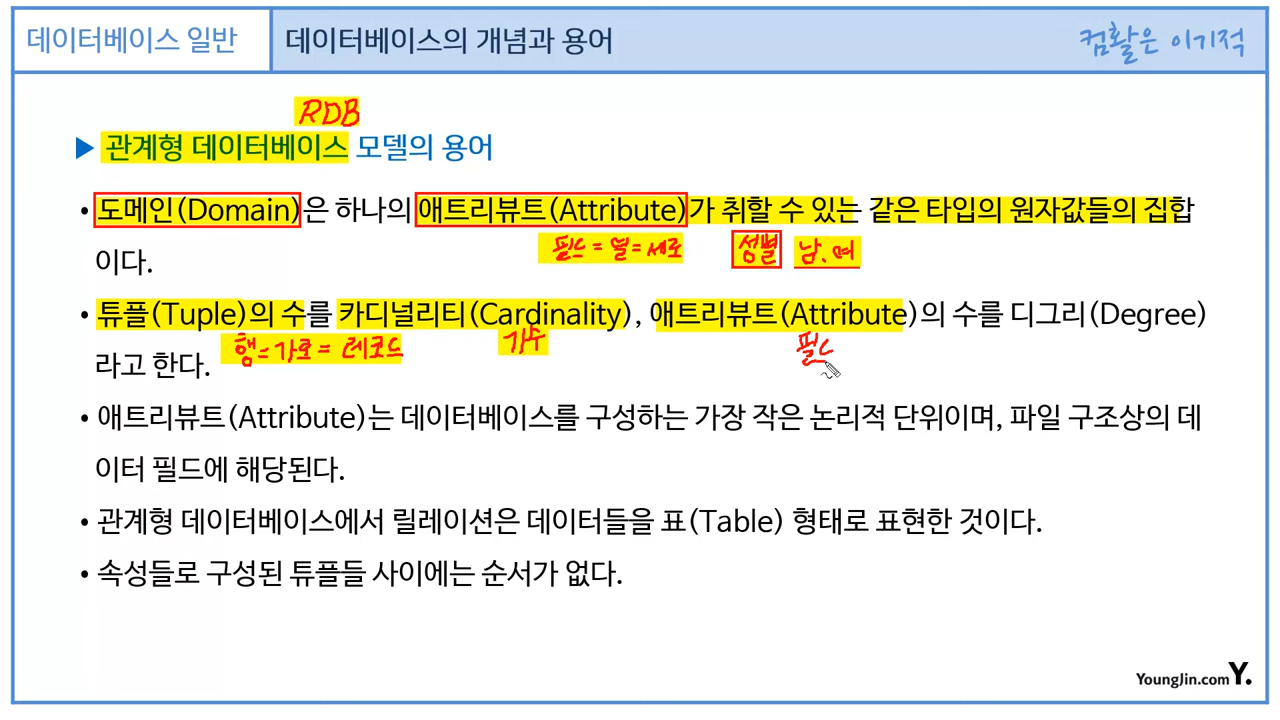 데이터베이스 일반
데이터베이스의 개념과 용어
컴활은 이기적
RDB
▶ 관계형 데이터베이스 모델의 용어
• 도메인(Domain)은 하나의 애트리뷰트(Attribute)가 취할 수 있는 같은 타입의 원자값들의 집합
필드=열=세로 성별 남.여
이다.
• 튜플(Tuple)의 수를 카디널리티(Cardinality), 애트리뷰트(Attribute)의 수를 디그리(Degree)
행=가로=레코드 기수 필드
라고 한다.
• 애트리뷰트(Attribute)는 데이터베이스를 구성하는 가장 작은 논리적 단위이며, 파일 구조상의 데
이터 필드에 해당된다.
• 관계형 데이터베이스에서 릴레이션은 데이터들을 표(Table) 형태로 표현한 것이다.
• 속성들로 구성된 튜플들 사이에는 순서가 없다.
YoungJin.com Y.